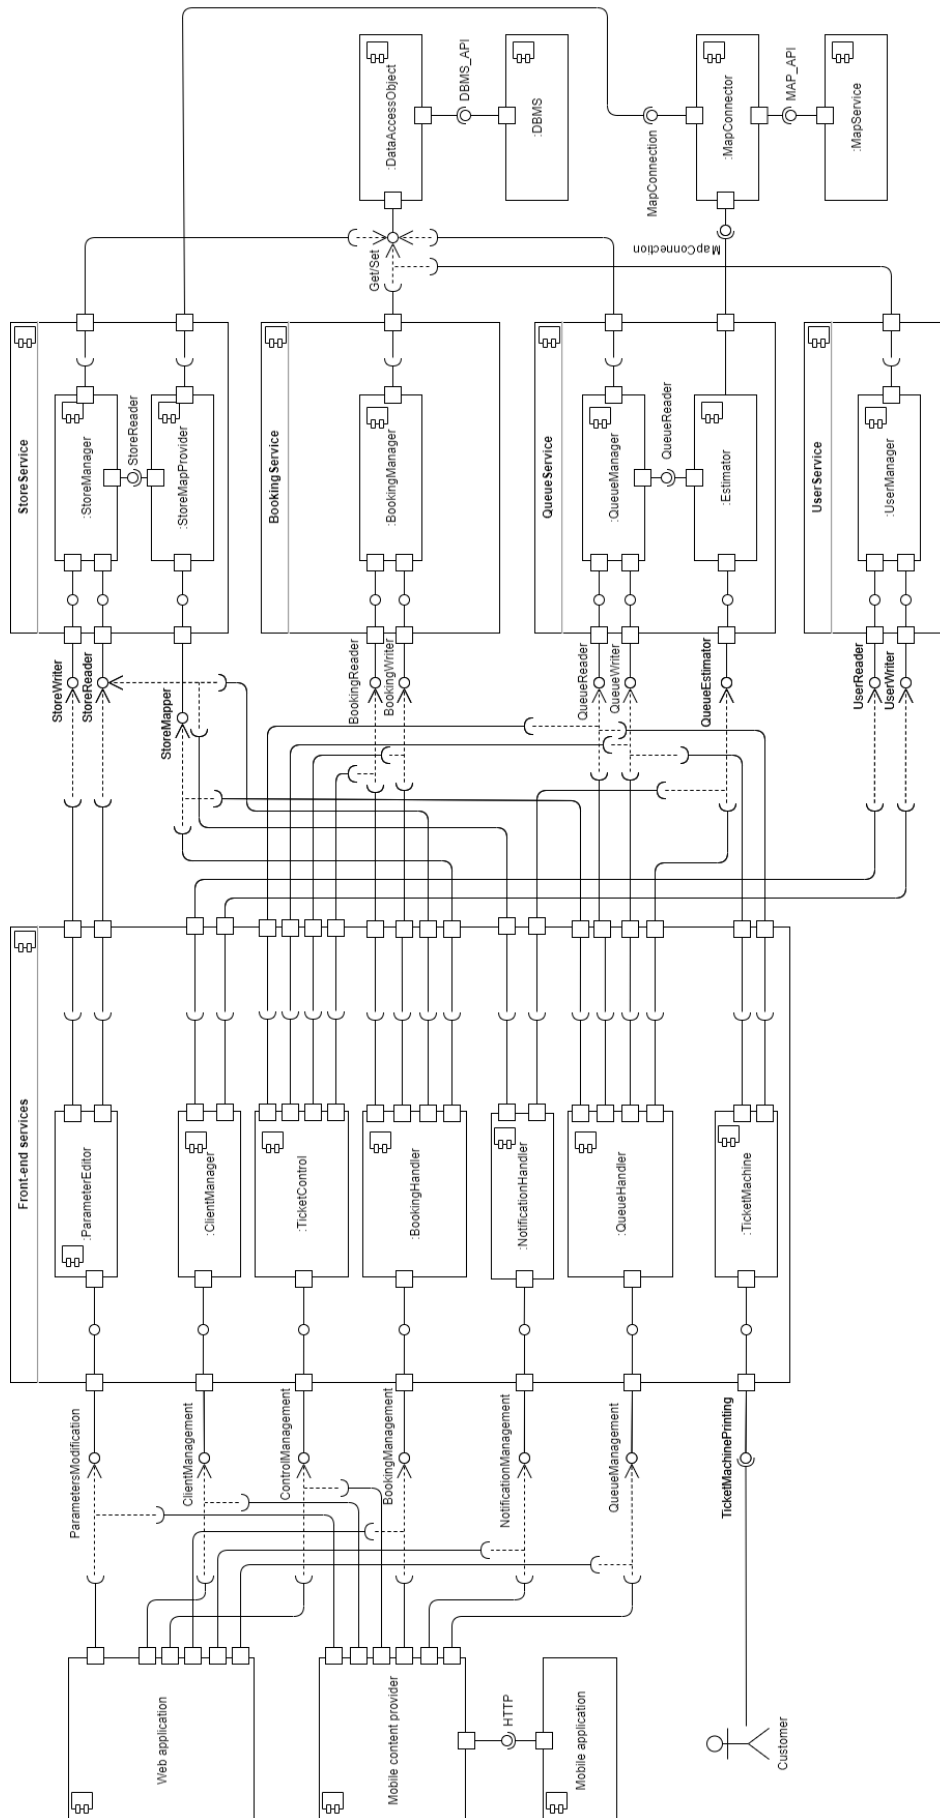 Web application
Mobile content provider
HTTP
Mobile application
Customer
ParametersModification
ClientManagement
ControlManagement
BookingManagement
NotificationManagement
QueueManagement
TicketMachinePrinting
Front-end services
:ParameterEditor
:ClientManager
:TicketControl
:BookingHandler
:NotificationHandler
:QueueHandler
:TicketMachine
StoreWriter
StoreReader
StoreMapper
BookingReader
BookingWriter
QueueReader
QueueWriter
QueueEstimator
UserReader
UserWriter
StoreService
:StoreManager
StoreReader
:StoreMapProvider
BookingService
:BookingManager
QueueService
:QueueManager
QueueReader
:Estimator
UserService
:UserManager
Get/Set
MapConnection
MapConnection
:DataAccessObject
DBMS_API
:DBMS
:MapConnector
MAP_API
:MapService